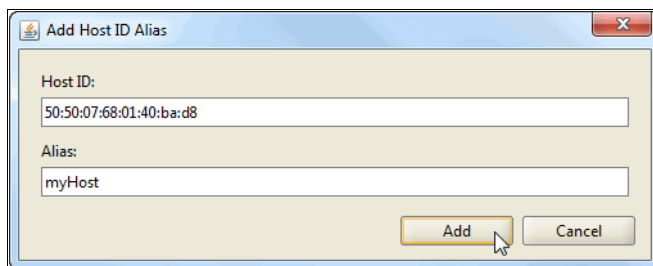 Add Host ID Alias
Host ID:
50:50:07:68:01:40:ba:d8
Alias:
myHost
Add Cancel